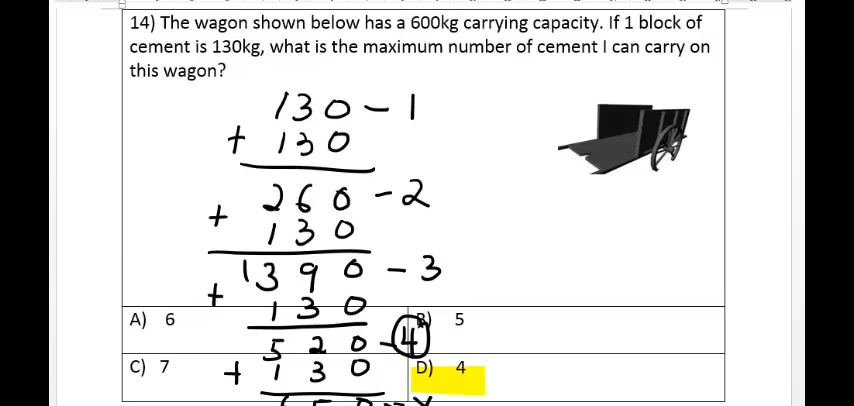 14) The wagon shown below has a 600kg carrying capacity. If 1 block of
cement is 130kg, what is the maximum number of cement I can carry on
this wagon?
130 - 1
+ 130
260 - 2
+ 130
1390 - 3
+ 130
A) 6
B) 5
520 - 4
C) 7
+ 130
D) 4